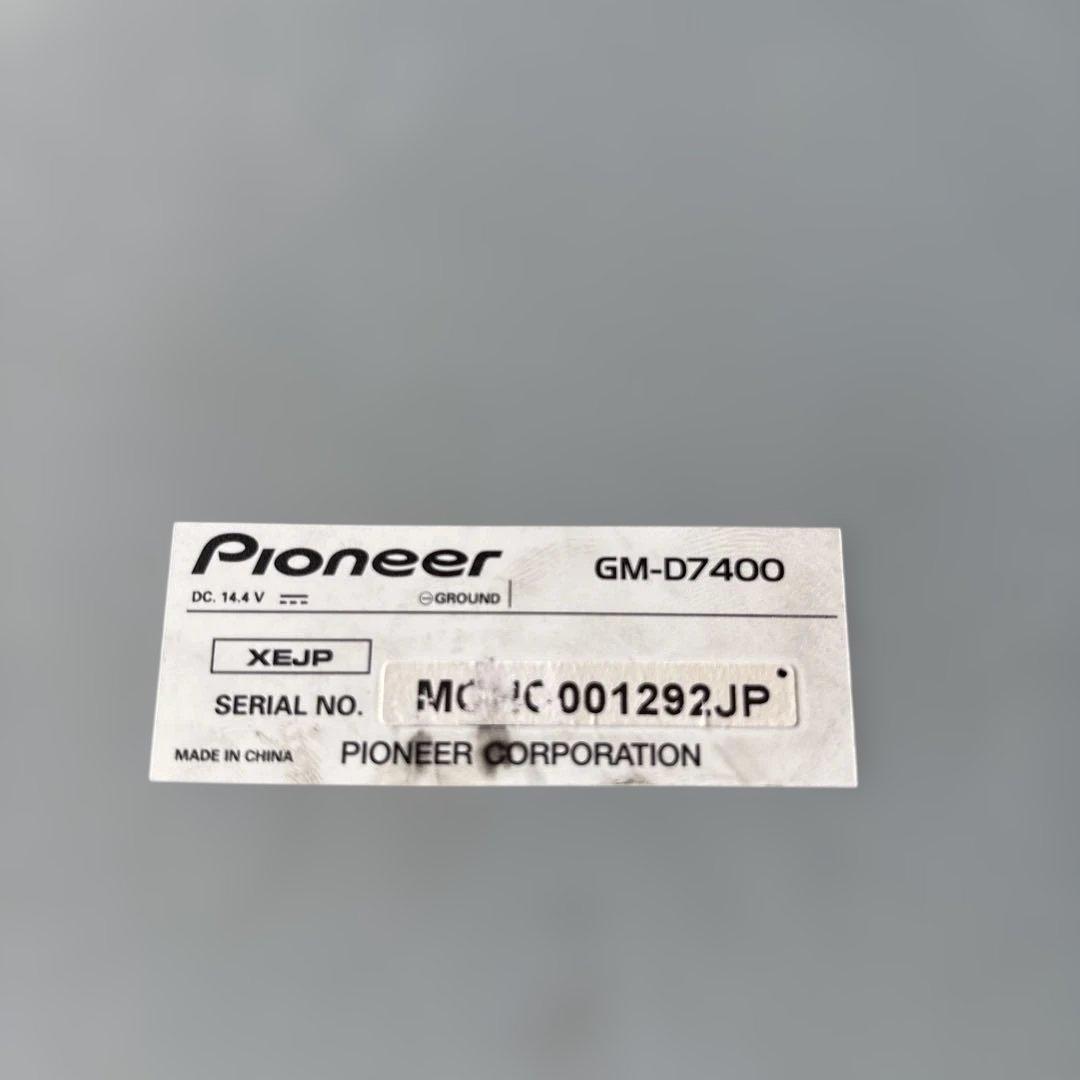 Pioneer GM-D7400
DC. 14.4 V ⊖GROUND
XEJP
SERIAL NO.
MADE IN CHINA PIONEER CORPORATION